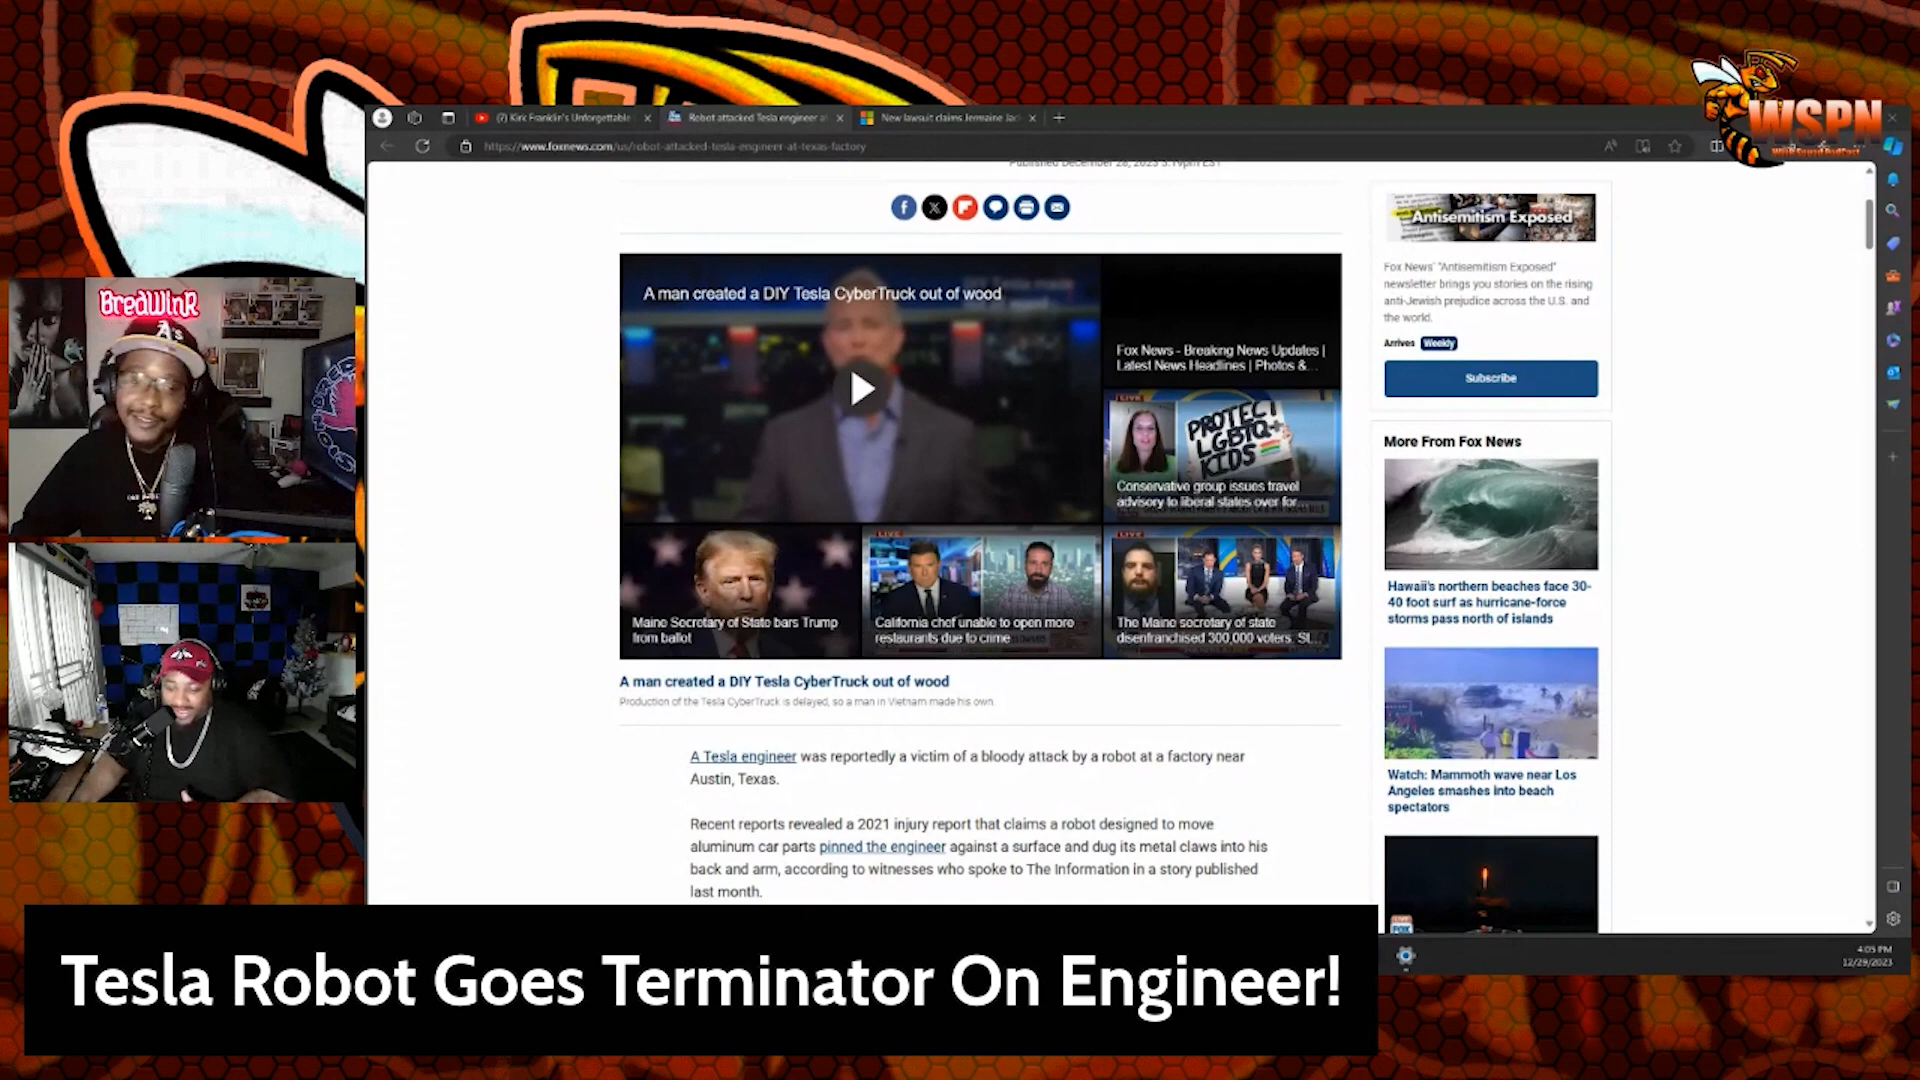 WSPN
(7) Kirk Franklin's Unforgettable
Robot attacked Tesla engineer a
New lawsuit claims Jermaine Jac
https://www.foxnews.com/us/robot-attacked-tesla-engineer-at-texas-factory
Published December 28, 2023
A man created a DIY Tesla CyberTruck out of wood
Fox News - Breaking News Updates |
Latest News Headlines | Photos &...
LIVE
PROTECT
LGBTQ+
KIDS
Conservative group issues travel
advisory to liberal states over for...
Maine Secretary of State bars Trump
from ballot
LIVE
California chef unable to open more
restaurants due to crime
LIVE
The Maine secretary of state
disenfranchised 300,000 voters: St...
A man created a DIY Tesla CyberTruck out of wood
Production of the Tesla CyberTruck is delayed, so a man in Vietnam made his own.
A Tesla engineer was reportedly a victim of a bloody attack by a robot at a factory near
Austin, Texas.
Recent reports revealed a 2021 injury report that claims a robot designed to move
aluminum car parts pinned the engineer against a surface and dug its metal claws into his
back and arm, according to witnesses who spoke to The Information in a story published
last month.
Antisemitism Exposed
Fox News' "Antisemitism Exposed"
newsletter brings you stories on the rising
anti-Jewish prejudice across the U.S. and
the world.
Arrives Weekly
Subscribe
More From Fox News
Hawaii's northern beaches face 30-
40 foot surf as hurricane-force
storms pass north of islands
Watch: Mammoth wave near Los
Angeles smashes into beach
spectators
FOX
4:05 PM
12/29/2023
BredWinR
A's
Tesla Robot Goes Terminator On Engineer!